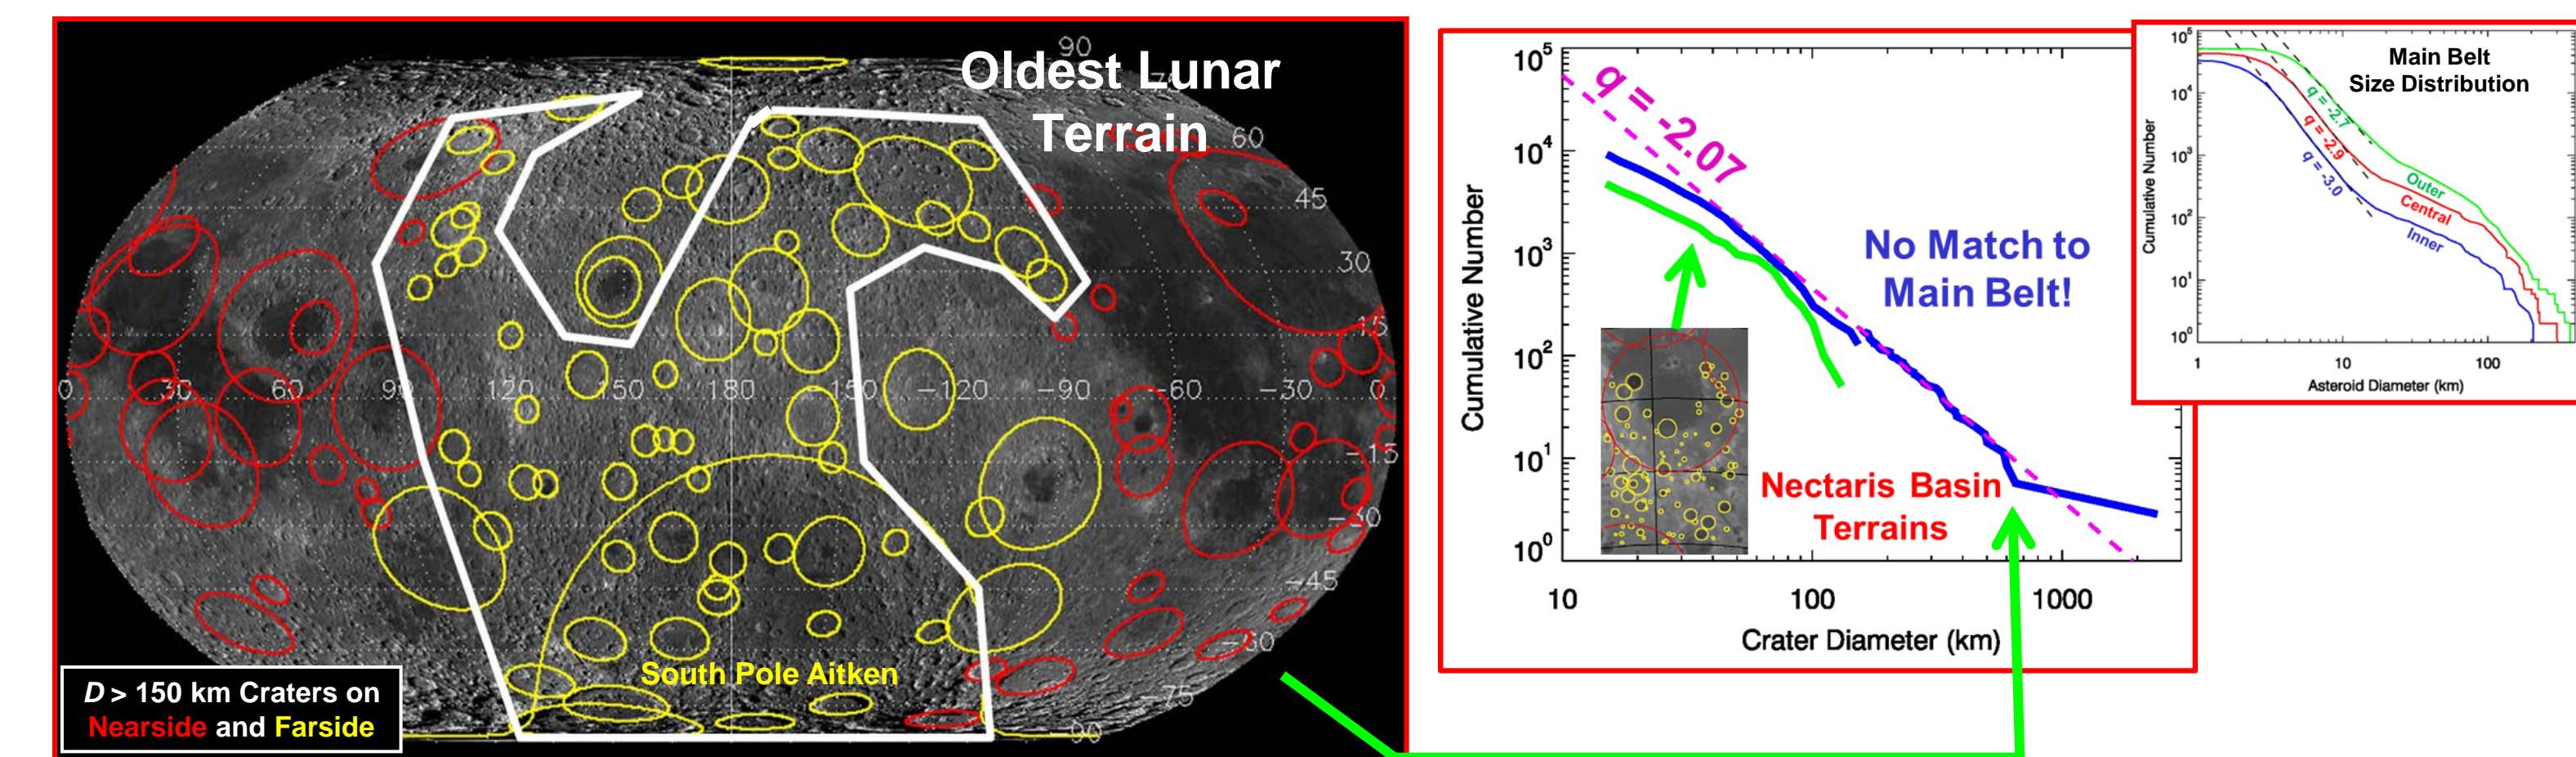 Oldest Lunar
Terrain
90
75
60
45
30
15
0 30 60 90 120 150 180 -150 -120 -90 -60 -30 0
-15
-30
-45
-60
-75
-90
South Pole Aitken
D > 150 km Craters on
Nearside and Farside
Cumulative Number
10^5
10^4
10^3
10^2
10^1
10^0
q = -2.07
No Match to
Main Belt!
Nectaris Basin
Terrains
10 100 1000
Crater Diameter (km)
Main Belt
Size Distribution
Cumulative Number
10^5
10^4
10^3
10^2
10^1
10^0
q = -2.7
q = -2.9
q = -3.0
Outer
Central
Inner
1 10 100
Asteroid Diameter (km)